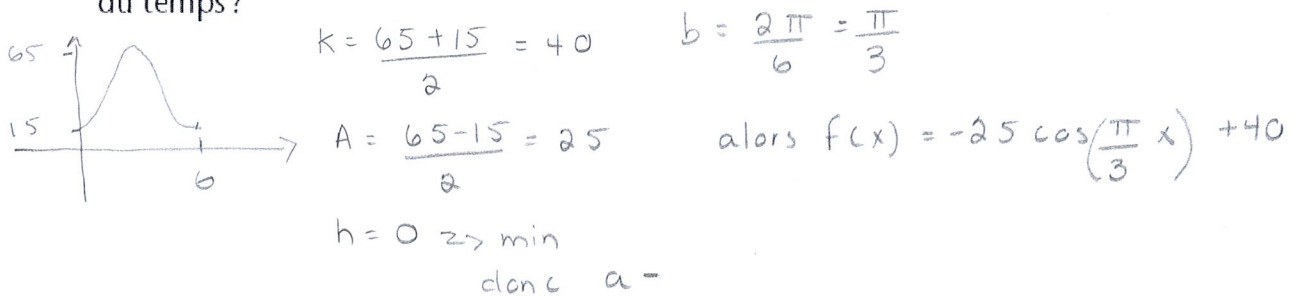 du temps?
65
15
6
K = 65 + 15 / 2 = 40
A = 65 - 15 / 2 = 25
h = 0 => min
donc a -
b = 2π / 6 = π / 3
alors f(x) = -25 cos(π/3 x) + 40